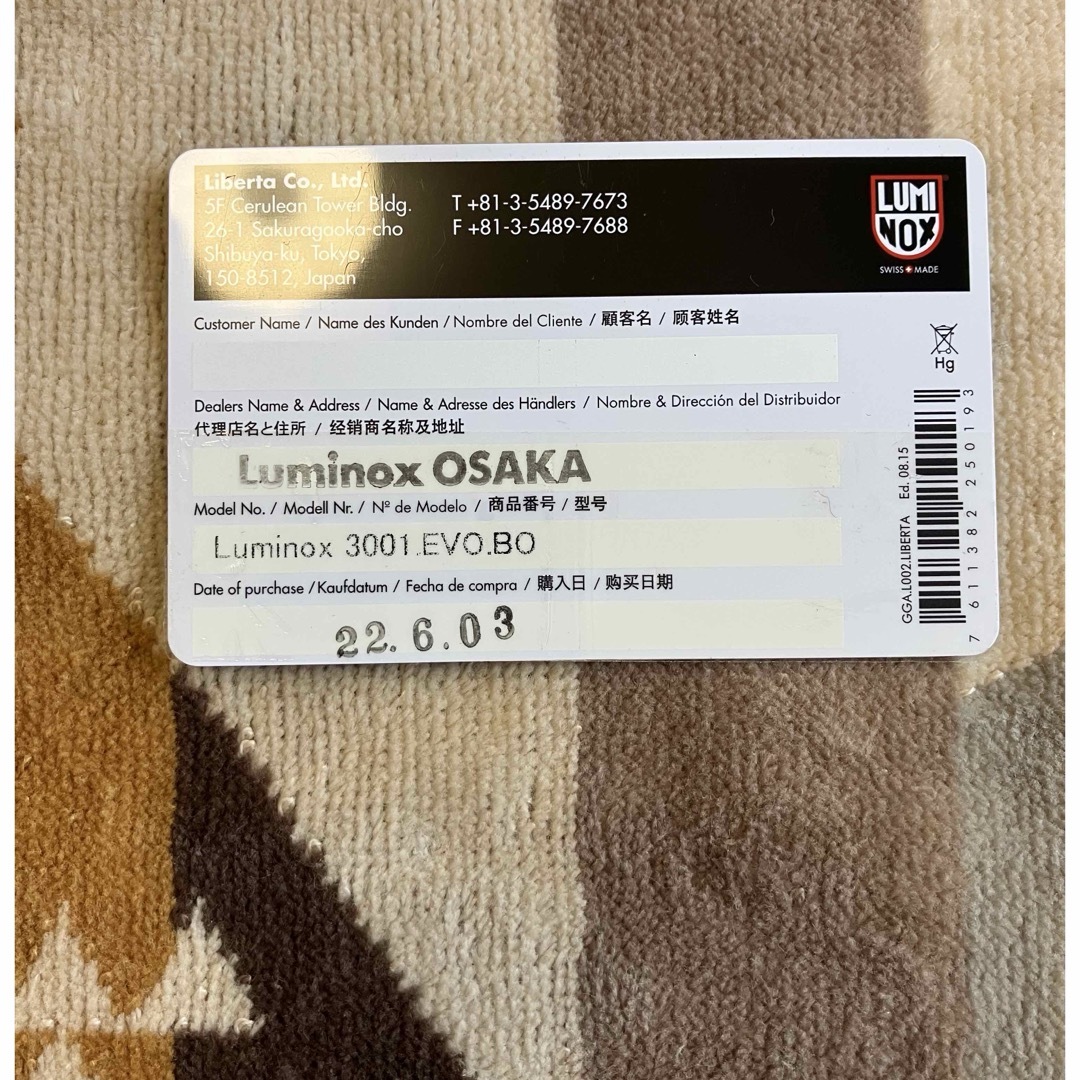 Liberta Co., Ltd.
5F Cerulean Tower Bldg.
26-1 Sakuragaoka-cho
Shibuya-ku, Tokyo,
150-8512, Japan
T +81-3-5489-7673
F +81-3-5489-7688
LUMI
NOX
SWISS MADE
Customer Name / Name des Kunden / Nombre del Cliente / 顧客名 / 顾客姓名
Hg
Dealers Name & Address / Name & Adresse des Händlers / Nombre & Dirección del Distribuidor
代理店名と住所 / 经销商名称及地址
Luminox OSAKA
Model No. / Modell Nr. / Nº de Modelo / 商品番号 / 型号
Luminox 3001.EVO.BO
Date of purchase / Kaufdatum / Fecha de compra / 購入日 / 购买日期
22.6.03
GGA.L002.LIBERTA Ed. 08.15
7 611382 250193